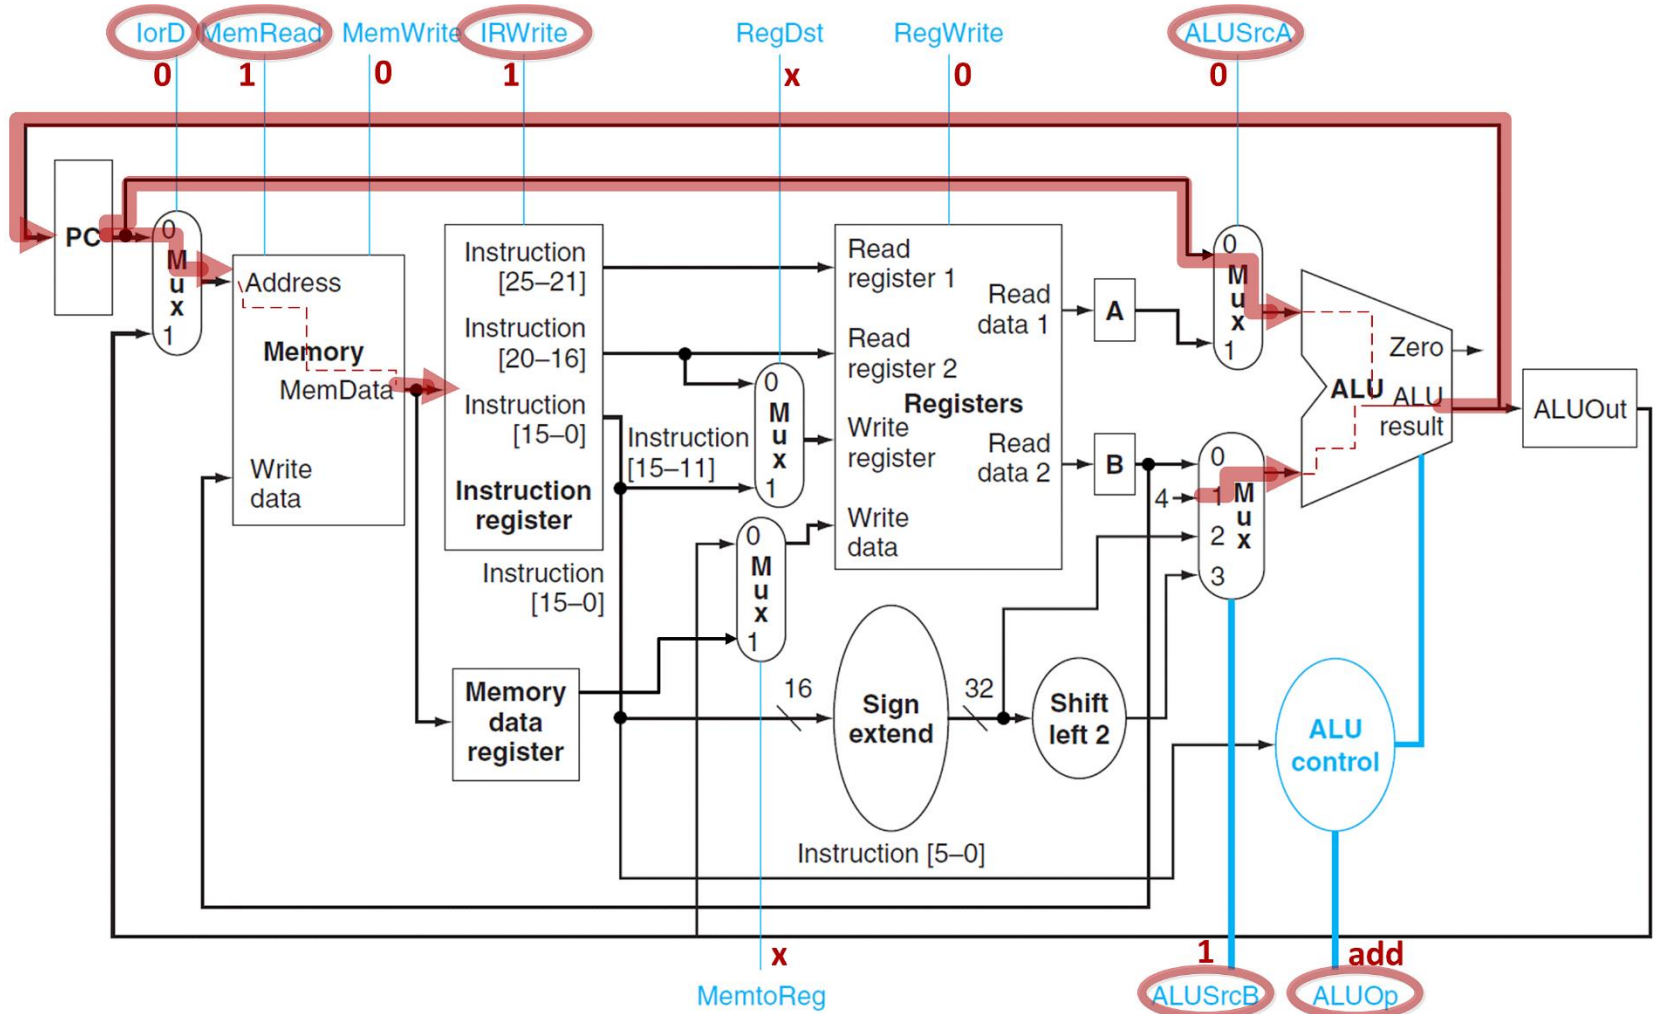 IorD MemRead MemWrite IRWrite RegDst RegWrite ALUSrcA
0 1 0 1 x 0 0
PC
0
M
u
x
1
Address
Memory
MemData
Write
data
Instruction
[25–21]
Instruction
[20–16]
Instruction
[15–0]
Instruction
register
Instruction
[15–0]
Memory
data
register
Instruction
[15–11]
0
M
u
x
1
0
M
u
x
1
Read
register 1
Read
register 2
Registers
Write
register
Write
data
Read
data 1
Read
data 2
A
B
4
0
M
u
x
1
0
1
2
3
M
u
x
Zero
ALU
ALU
result
ALUOut
16
Sign
extend
32
Shift
left 2
ALU
control
Instruction [5–0]
x 1 add
MemtoReg ALUSrcB ALUOp